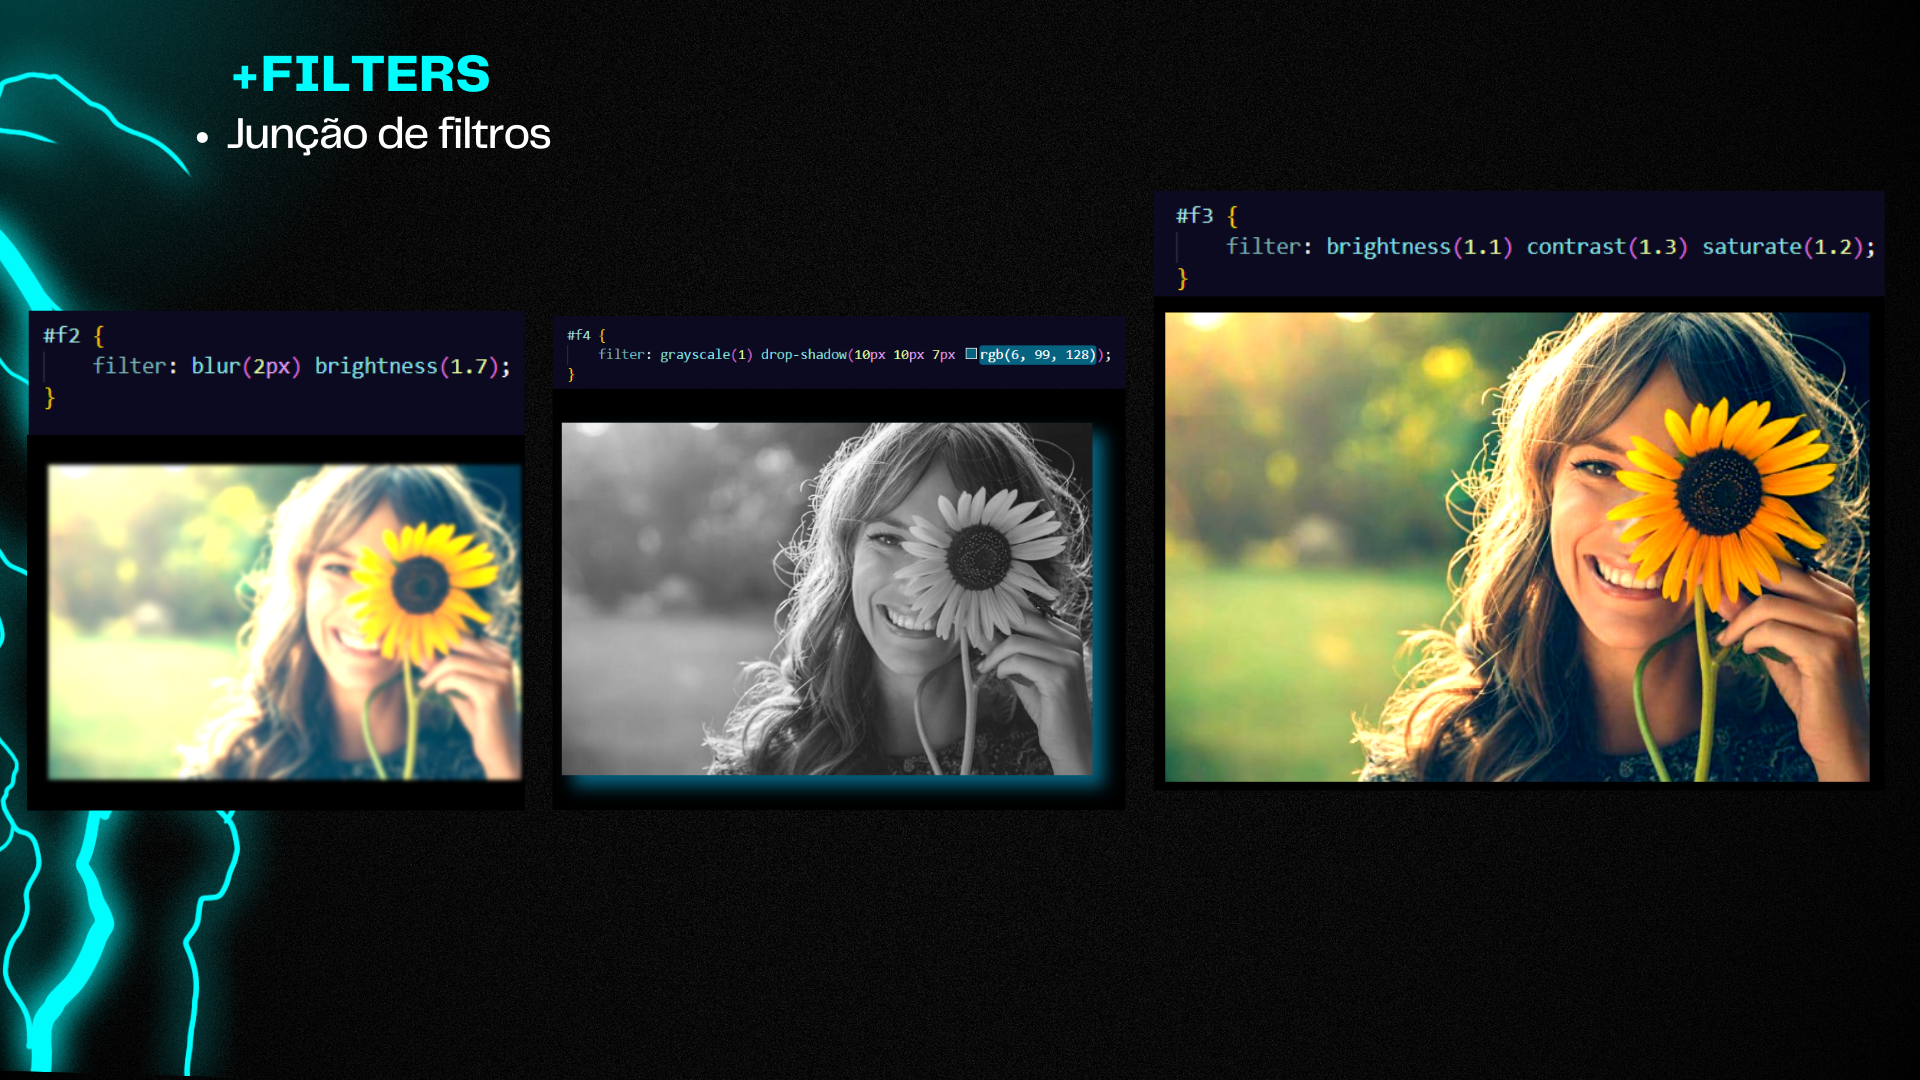 +FILTERS
• Junção de filtros
#f2 {
filter: blur(2px) brightness(1.7);
}
#f4 {
filter: grayscale(1) drop-shadow(10px 10px 7px rgb(6, 99, 128));
}
#f3 {
filter: brightness(1.1) contrast(1.3) saturate(1.2);
}